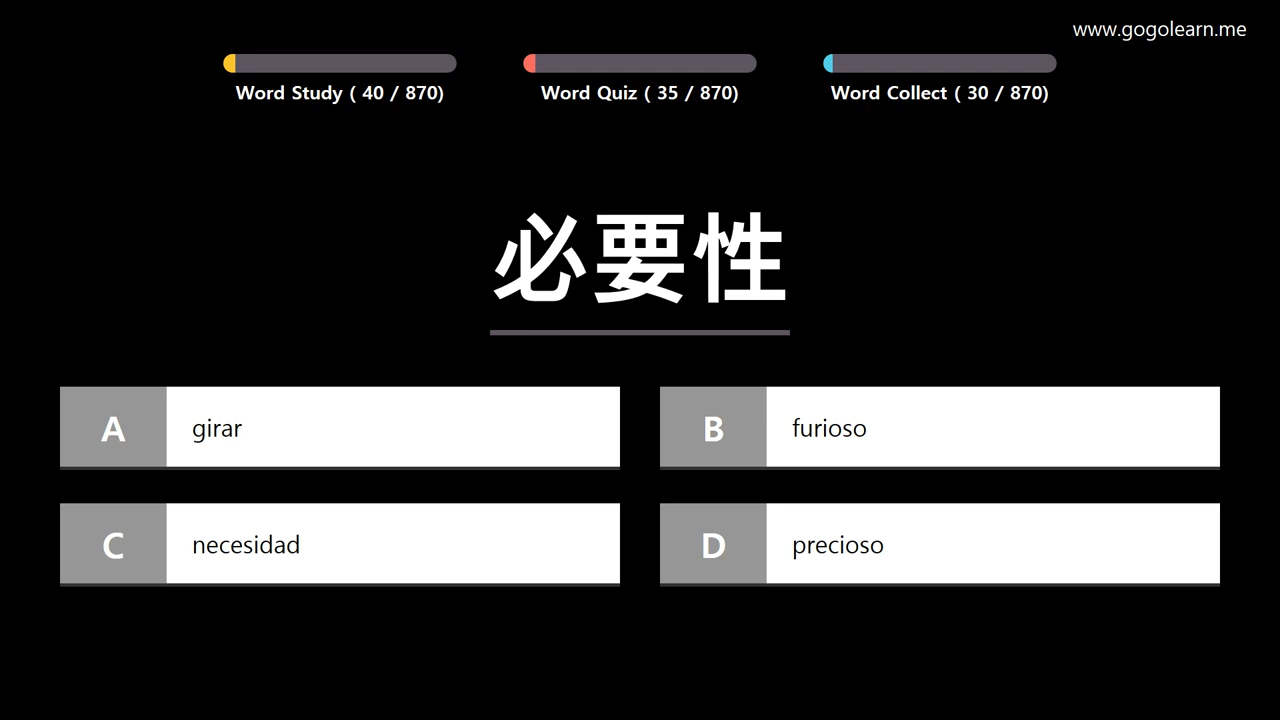 www.gogolearn.me
Word Study ( 40 / 870)
Word Quiz ( 35 / 870)
Word Collect ( 30 / 870)
必要性
A
girar
B
furioso
C
necesidad
D
precioso